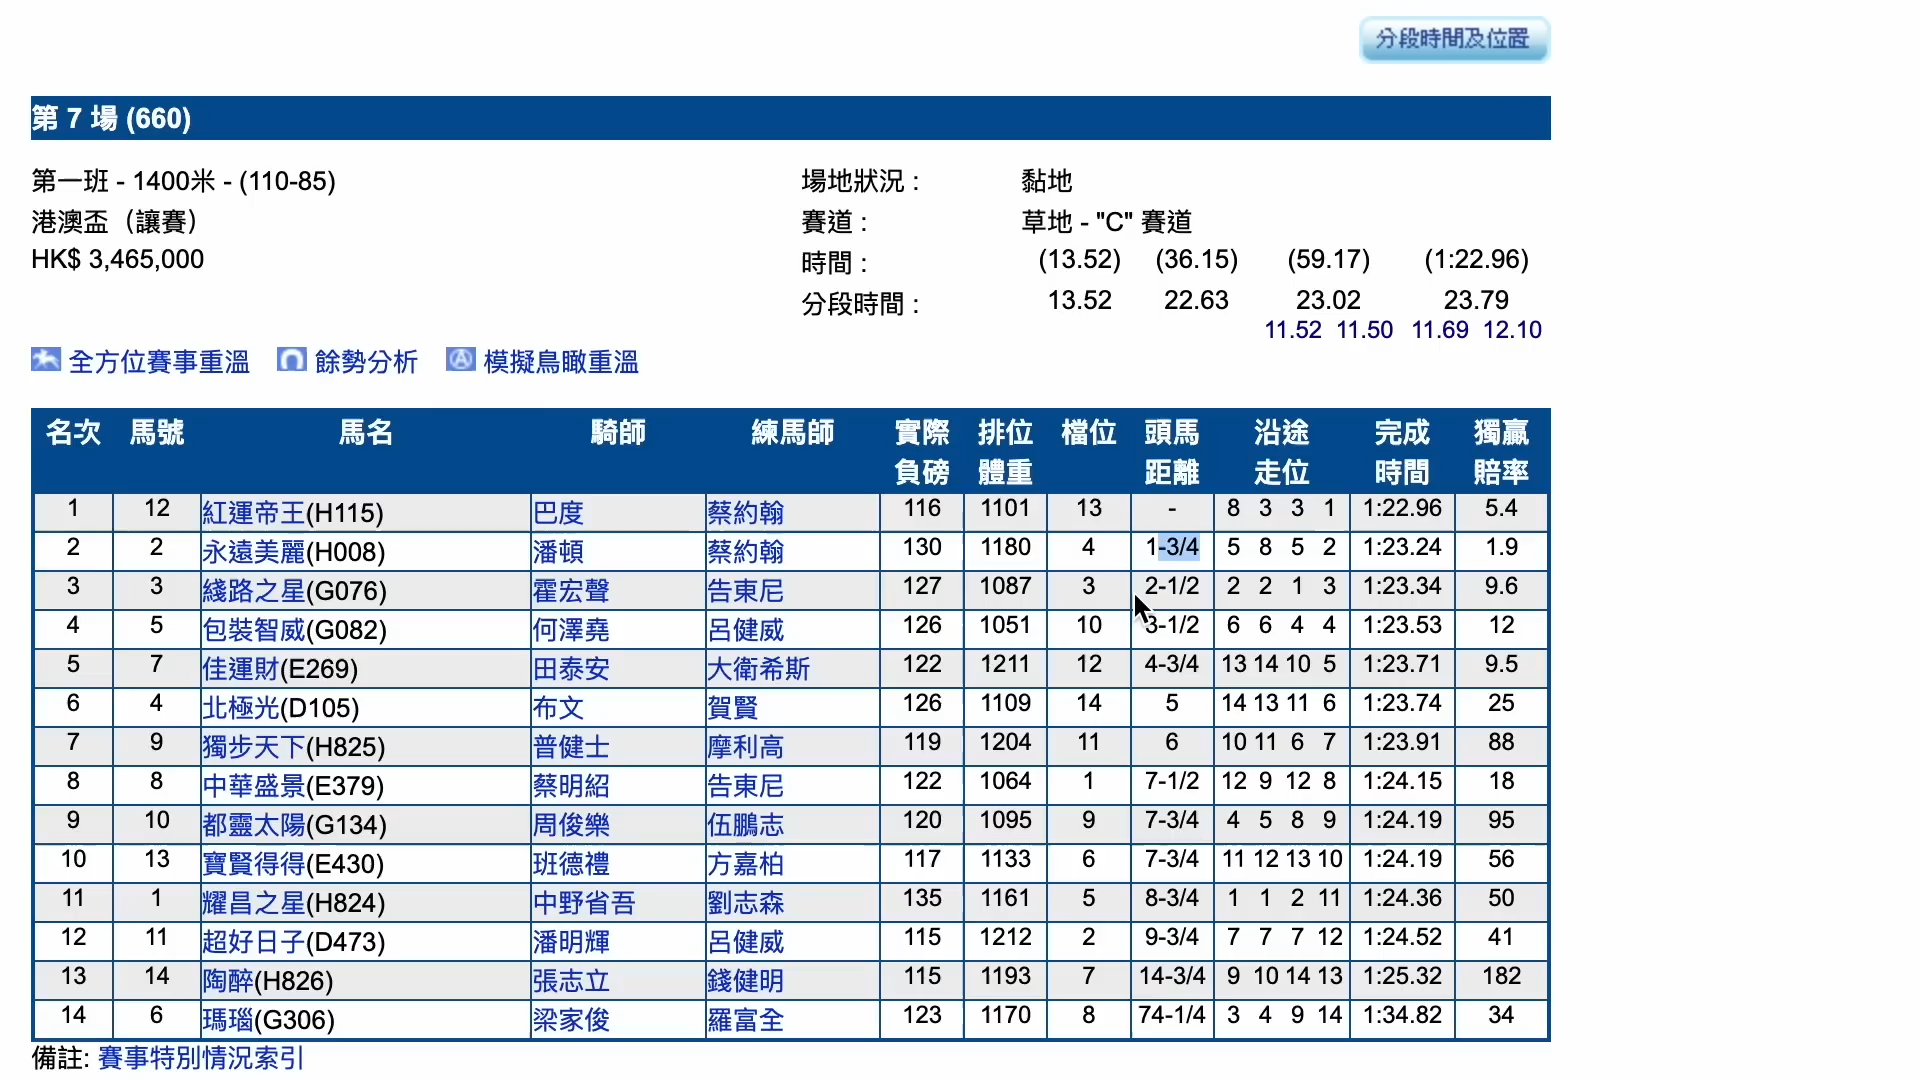 分段時間及位置
第 7 場 (660)
第一班 - 1400米 - (110-85) 場地狀況 : 黏地
港澳盃（讓賽） 賽道 : 草地 - "C" 賽道
HK$ 3,465,000 時間 : (13.52) (36.15) (59.17) (1:22.96)
分段時間 : 13.52 22.63 23.02 23.79
11.52 11.50 11.69 12.10
全方位賽事重溫 餘勢分析 模擬鳥瞰重溫
名次 馬號 馬名 騎師 練馬師 實際 排位 檔位 頭馬 沿途 完成 獨贏
負磅 體重 距離 走位 時間 賠率
1 12 紅運帝王(H115) 巴度 蔡約翰 116 1101 13 - 8 3 3 1 1:22.96 5.4
2 2 永遠美麗(H008) 潘頓 蔡約翰 130 1180 4 1-3/4 5 8 5 2 1:23.24 1.9
3 3 綫路之星(G076) 霍宏聲 告東尼 127 1087 3 2-1/2 2 2 1 3 1:23.34 9.6
4 5 包裝智威(G082) 何澤堯 呂健威 126 1051 10 3-1/2 6 6 4 4 1:23.53 12
5 7 佳運財(E269) 田泰安 大衛希斯 122 1211 12 4-3/4 13 14 10 5 1:23.71 9.5
6 4 北極光(D105) 布文 賀賢 126 1109 14 5 14 13 11 6 1:23.74 25
7 9 獨步天下(H825) 普健士 摩利高 119 1204 11 6 10 11 6 7 1:23.91 88
8 8 中華盛景(E379) 蔡明紹 告東尼 122 1064 1 7-1/2 12 9 12 8 1:24.15 18
9 10 都靈太陽(G134) 周俊樂 伍鵬志 120 1095 9 7-3/4 4 5 8 9 1:24.19 95
10 13 寶賢得得(E430) 班德禮 方嘉柏 117 1133 6 7-3/4 11 12 13 10 1:24.19 56
11 1 耀昌之星(H824) 中野省吾 劉志森 135 1161 5 8-3/4 1 1 2 11 1:24.36 50
12 11 超好日子(D473) 潘明輝 呂健威 115 1212 2 9-3/4 7 7 7 12 1:24.52 41
13 14 陶醉(H826) 張志立 錢健明 115 1193 7 14-3/4 9 10 14 13 1:25.32 182
14 6 瑪瑙(G306) 梁家俊 羅富全 123 1170 8 74-1/4 3 4 9 14 1:34.82 34
備註: 賽事特別情況索引